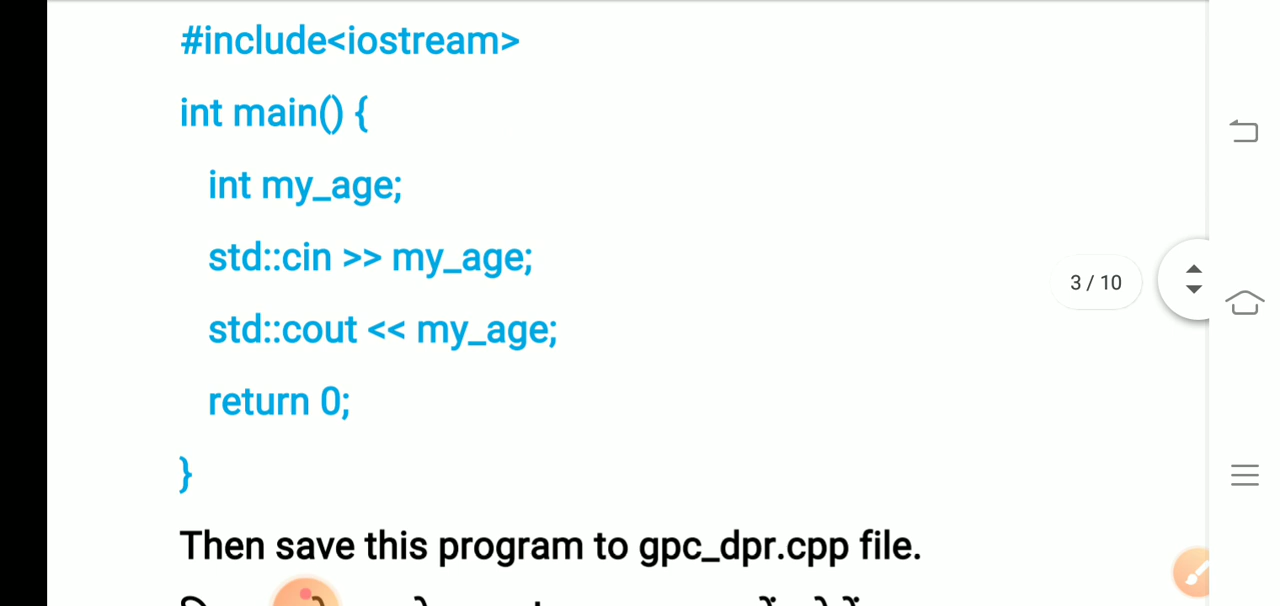 #include<iostream>
int main() {
int my_age;
std::cin >> my_age;
3 / 10
std::cout << my_age;
return 0;
}
Then save this program to gpc_dpr.cpp file.